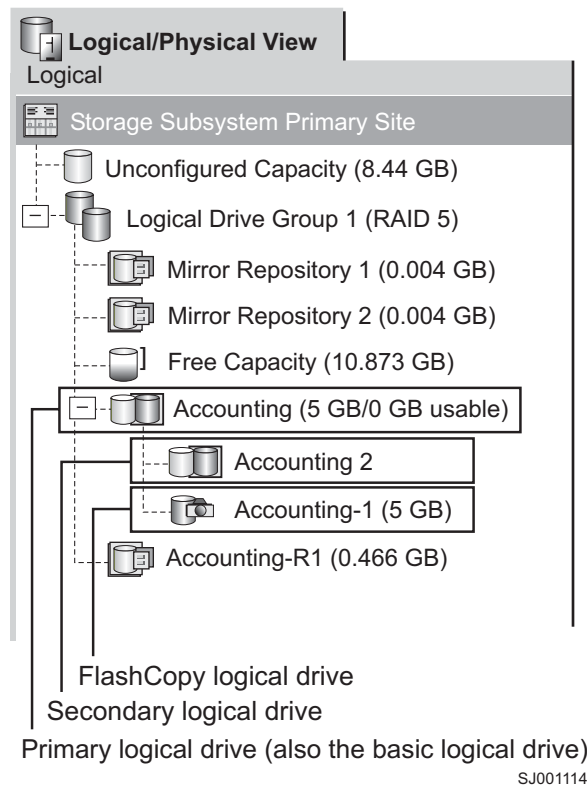 Logical/Physical View
Logical
Storage Subsystem Primary Site
Unconfigured Capacity (8.44 GB)
Logical Drive Group 1 (RAID 5)
Mirror Repository 1 (0.004 GB)
Mirror Repository 2 (0.004 GB)
Free Capacity (10.873 GB)
Accounting (5 GB/0 GB usable)
Accounting 2
Accounting-1 (5 GB)
Accounting-R1 (0.466 GB)
FlashCopy logical drive
Secondary logical drive
Primary logical drive (also the basic logical drive)
SJ001114